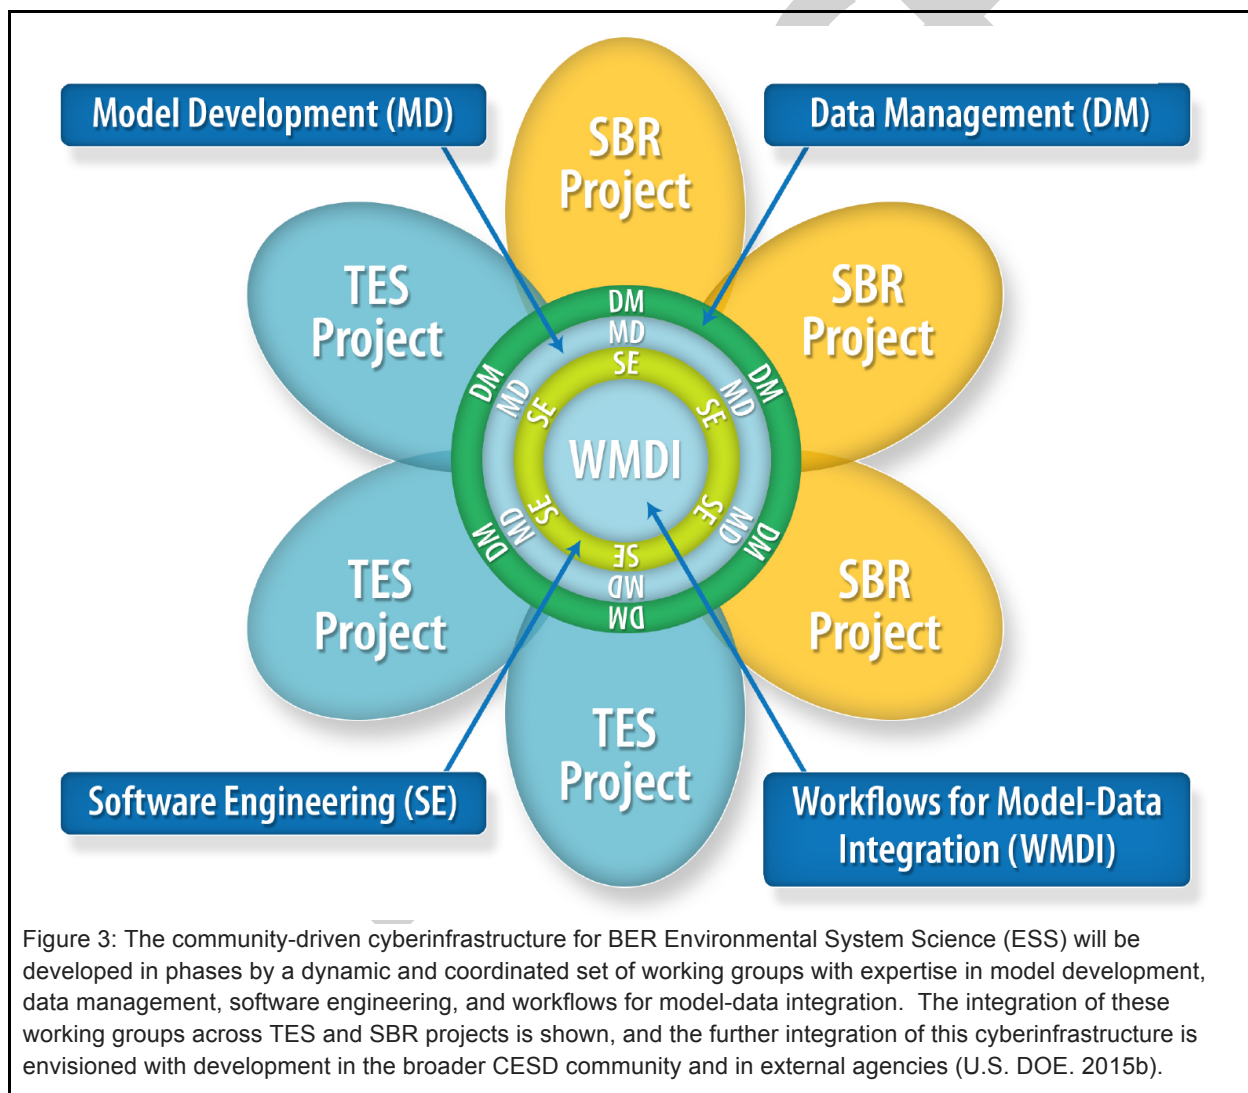 Model Development (MD)
Data Management (DM)
SBR
Project
TES
Project
SBR
Project
DM
MD
SE
DM
MD
SE
DM
MD
SE
WMDI
SE
MD
DM
SE
MD
DM
SE
MD
DM
TES
Project
SBR
Project
TES
Project
Software Engineering (SE)
Workflows for Model-Data
Integration (WMDI)
Figure 3: The community-driven cyberinfrastructure for BER Environmental System Science (ESS) will be
developed in phases by a dynamic and coordinated set of working groups with expertise in model development,
data management, software engineering, and workflows for model-data integration.  The integration of these
working groups across TES and SBR projects is shown, and the further integration of this cyberinfrastructure is
envisioned with development in the broader CESD community and in external agencies (U.S. DOE. 2015b).